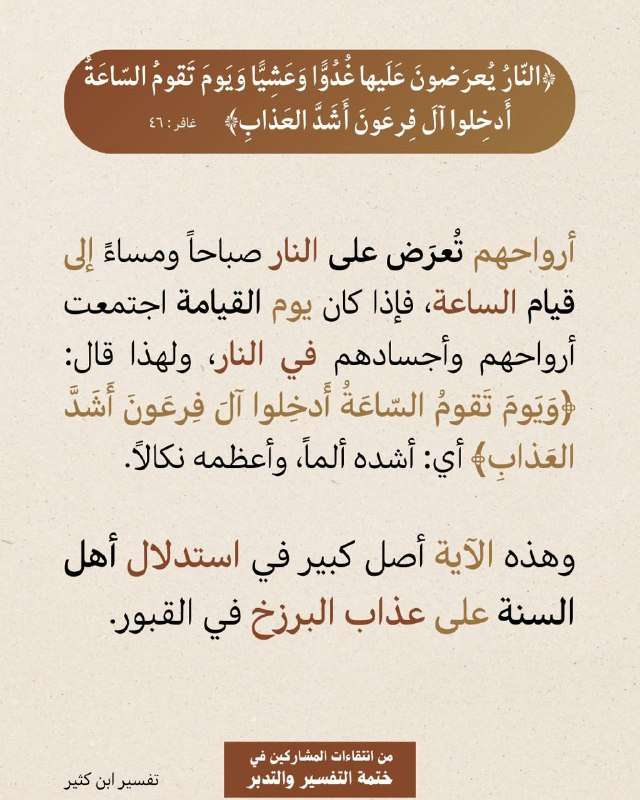 ﴿النّارُ يُعرَضونَ عَلَيها غُدُوًّا وَعَشِيًّا وَيَومَ تَقومُ السّاعَةُ
أَدخِلوا آلَ فِرعَونَ أَشَدَّ العَذابِ﴾ غافر : ٤٦
أرواحهم تُعرَض على النار صباحاً ومساءً إلى
قيام الساعة، فإذا كان يوم القيامة اجتمعت
أرواحهم وأجسادهم في النار، ولهذا قال:
﴿وَيَومَ تَقومُ السّاعَةُ أَدخِلوا آلَ فِرعَونَ أَشَدَّ
العَذابِ﴾ أي: أشده ألماً، وأعظمه نكالاً.
وهذه الآية أصل كبير في استدلال أهل
السنة على عذاب البرزخ في القبور.
من انتقاءات المشاركين في
ختمة التفسير والتدبر
تفسير ابن كثير